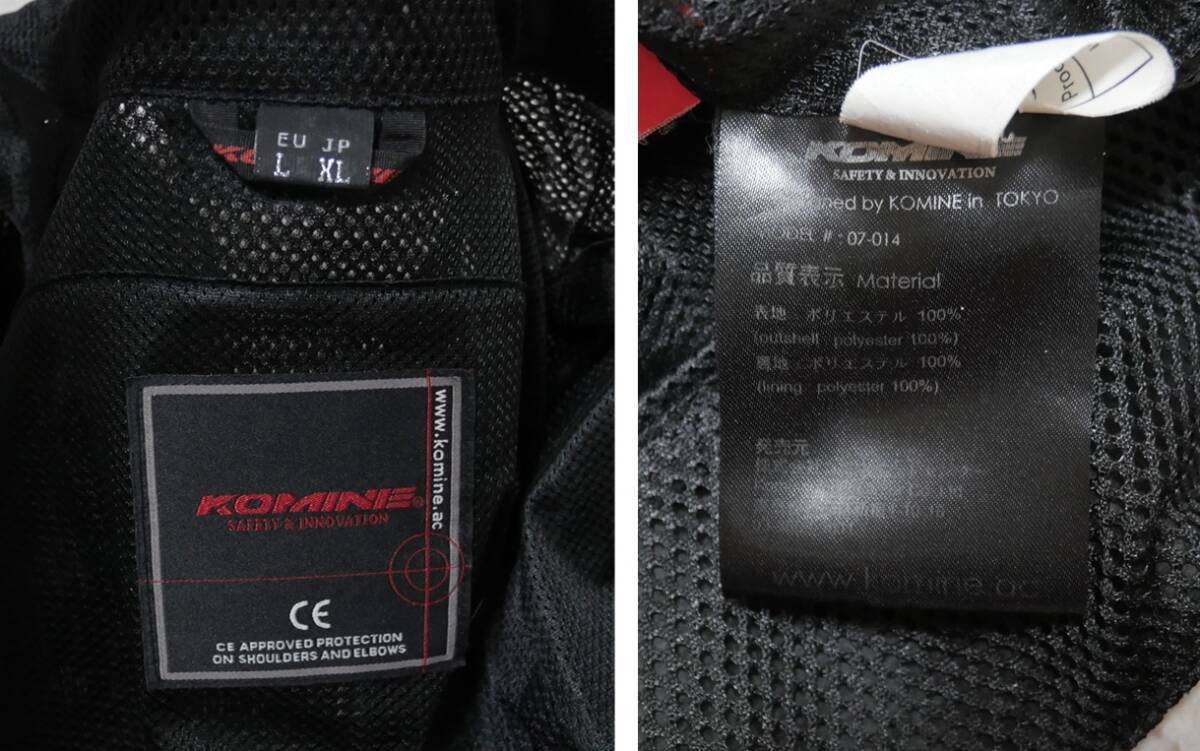 EU JP
L XL
www.komine.ac
KOMINE®
SAFETY & INNOVATION
CE
CE APPROVED PROTECTION
ON SHOULDERS AND ELBOWS
KOMINE
SAFETY & INNOVATION
ned by KOMINE in TOKYO
ODEL # : 07-014
品質表示 Material
表地 ポリエステル 100%
(outshell polyester 100%)
裏地 ポリエステル 100%
(lining polyester 100%)
発売元
www.komine.ac